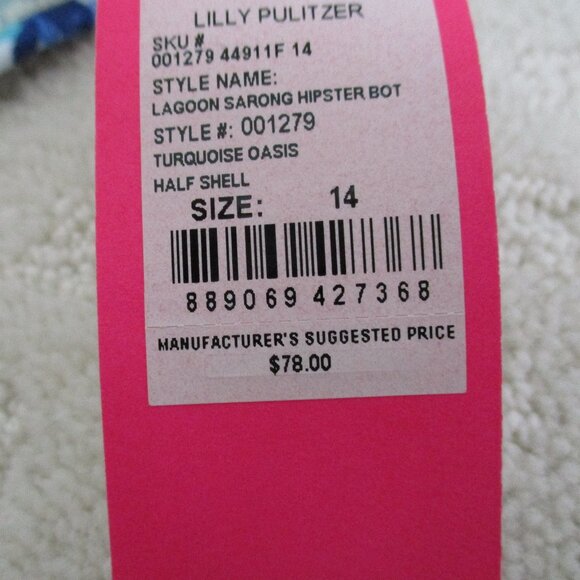 LILLY PULITZER
SKU #
001279 44911F 14
STYLE NAME:
LAGOON SARONG HIPSTER BOT
STYLE #: 001279
TURQUOISE OASIS
HALF SHELL
SIZE: 14
889069 427368
MANUFACTURER'S SUGGESTED PRICE
$78.00